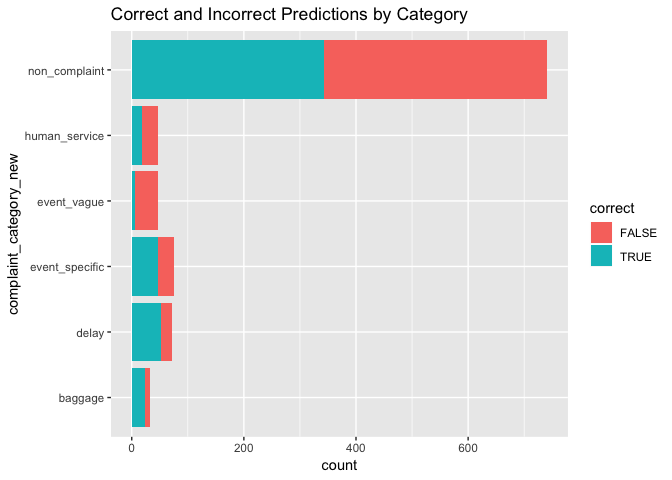 Correct and Incorrect Predictions by Category
complaint_category_new
non_complaint
human_service
event_vague
event_specific
delay
baggage
0
200
400
600
count
correct
FALSE
TRUE